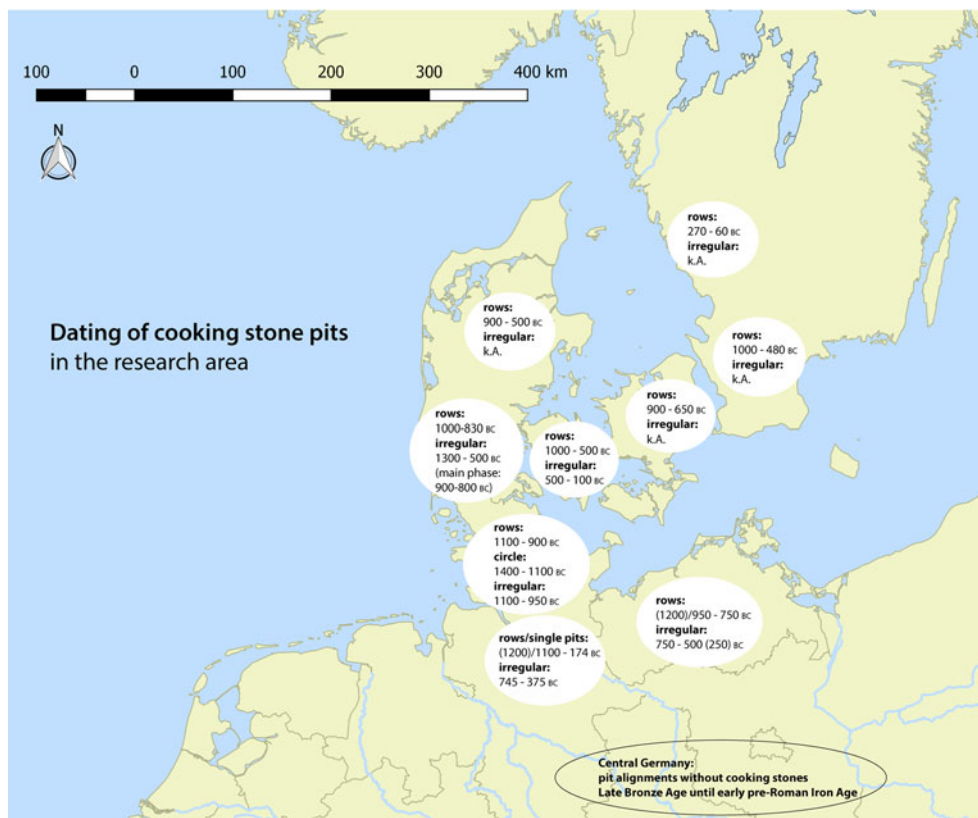 100 0 100 200 300 400 km
N
Dating of cooking stone pits
in the research area
rows:
270 - 60 BC
irregular:
k.A.
rows:
900 - 500 BC
irregular:
k.A.
rows:
1000 - 480 BC
irregular:
k.A.
rows:
900 - 650 BC
irregular:
k.A.
rows:
1000-830 BC
irregular:
1300 - 500 BC
(main phase:
900-800 BC)
rows:
1000 - 500 BC
irregular:
500 - 100 BC
rows:
1100 - 900 BC
circle:
1400 - 1100 BC
irregular:
1100 - 950 BC
rows:
(1200)/950 - 750 BC
irregular:
750 - 500 (250) BC
rows/single pits:
(1200)/1100 - 174 BC
irregular:
745 - 375 BC
Central Germany:
pit alignments without cooking stones
Late Bronze Age until early pre-Roman Iron Age